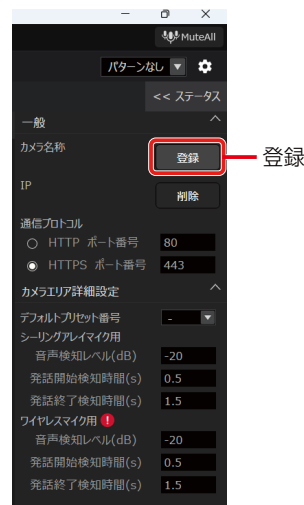 MuteAll
パターンなし
<< ステータス
一般
カメラ名称
登録
登録
IP
削除
通信プロトコル
HTTP ポート番号 80
HTTPS ポート番号 443
カメラエリア詳細設定
デフォルトプリセット番号 -
シーリングアレイマイク用
音声検知レベル(dB) -20
発話開始検知時間(s) 0.5
発話終了検知時間(s) 1.5
ワイヤレスマイク用 !
音声検知レベル(dB) -20
発話開始検知時間(s) 0.5
発話終了検知時間(s) 1.5